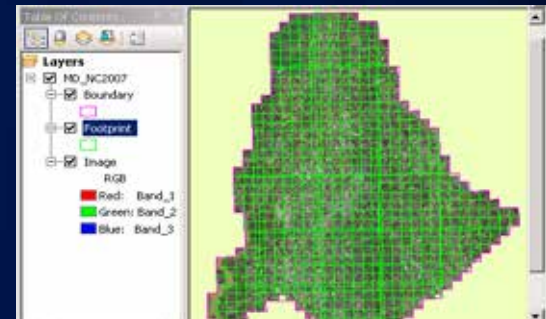 Table Of Contents
Layers
MD_NC2007
Boundary
Footprint
Image
RGB
Red: Band_1
Green: Band_2
Blue: Band_3